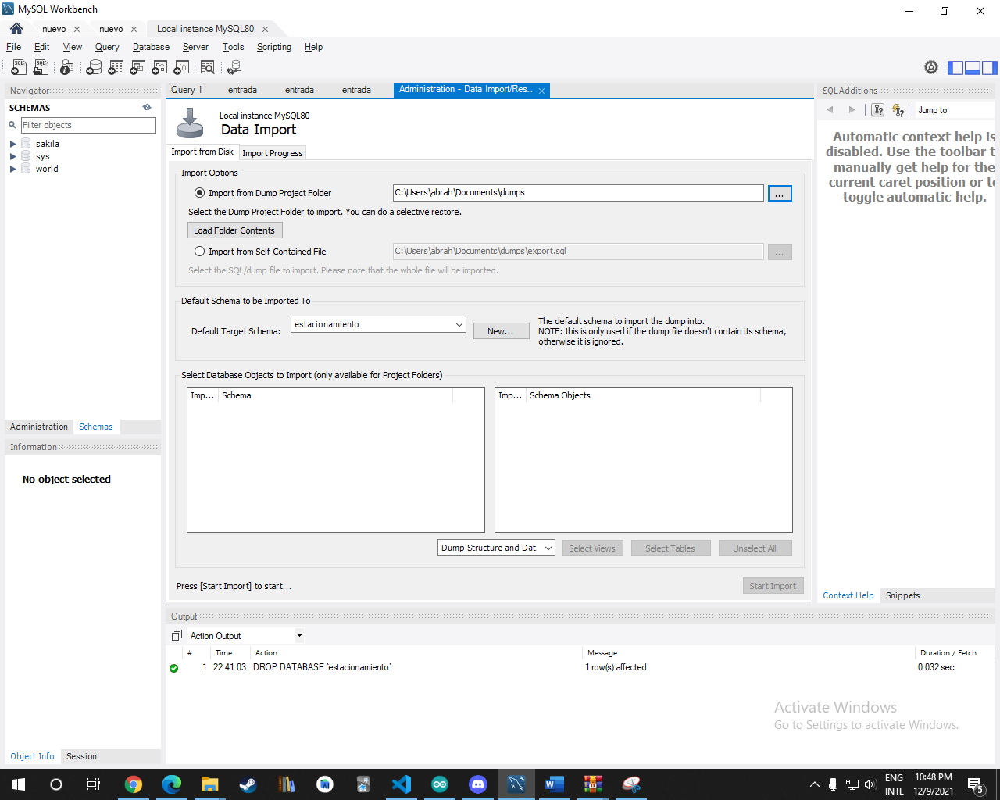 MySQL Workbench
nuevo
nuevo
Local instance MySQL80
File Edit View Query Database Server Tools Scripting Help
Navigator
SCHEMAS
Filter objects
sakila
sys
world
Administration Schemas
Information
No object selected
Object Info Session
Query 1 entrada entrada entrada Administration - Data Import/Res...
Local instance MySQL80
Data Import
Import from Disk Import Progress
Import Options
Import from Dump Project Folder C:\Users\abrah\Documents\dumps ...
Select the Dump Project Folder to import. You can do a selective restore.
Load Folder Contents
Import from Self-Contained File C:\Users\abrah\Documents\dumps\export.sql ...
Select the SQL/dump file to import. Please note that the whole file will be imported.
Default Schema to be Imported To
Default Target Schema: estacionamiento New...
The default schema to import the dump into.
NOTE: this is only used if the dump file doesn't contain its schema,
otherwise it is ignored.
Select Database Objects to Import (only available for Project Folders)
Imp... Schema
Imp... Schema Objects
Dump Structure and Dat Select Views Select Tables Unselect All
Press [Start Import] to start...
Start Import
SQLAdditions
Jump to
Automatic context help is
disabled. Use the toolbar t
manually get help for the
current caret position or to
toggle automatic help.
Context Help Snippets
Output
Action Output
# Time Action Message Duration / Fetch
1 22:41:03 DROP DATABASE `estacionamiento` 1 row(s) affected 0.032 sec
Activate Windows
Go to Settings to activate Windows.
ENG
INTL
10:48 PM
12/9/2021
5